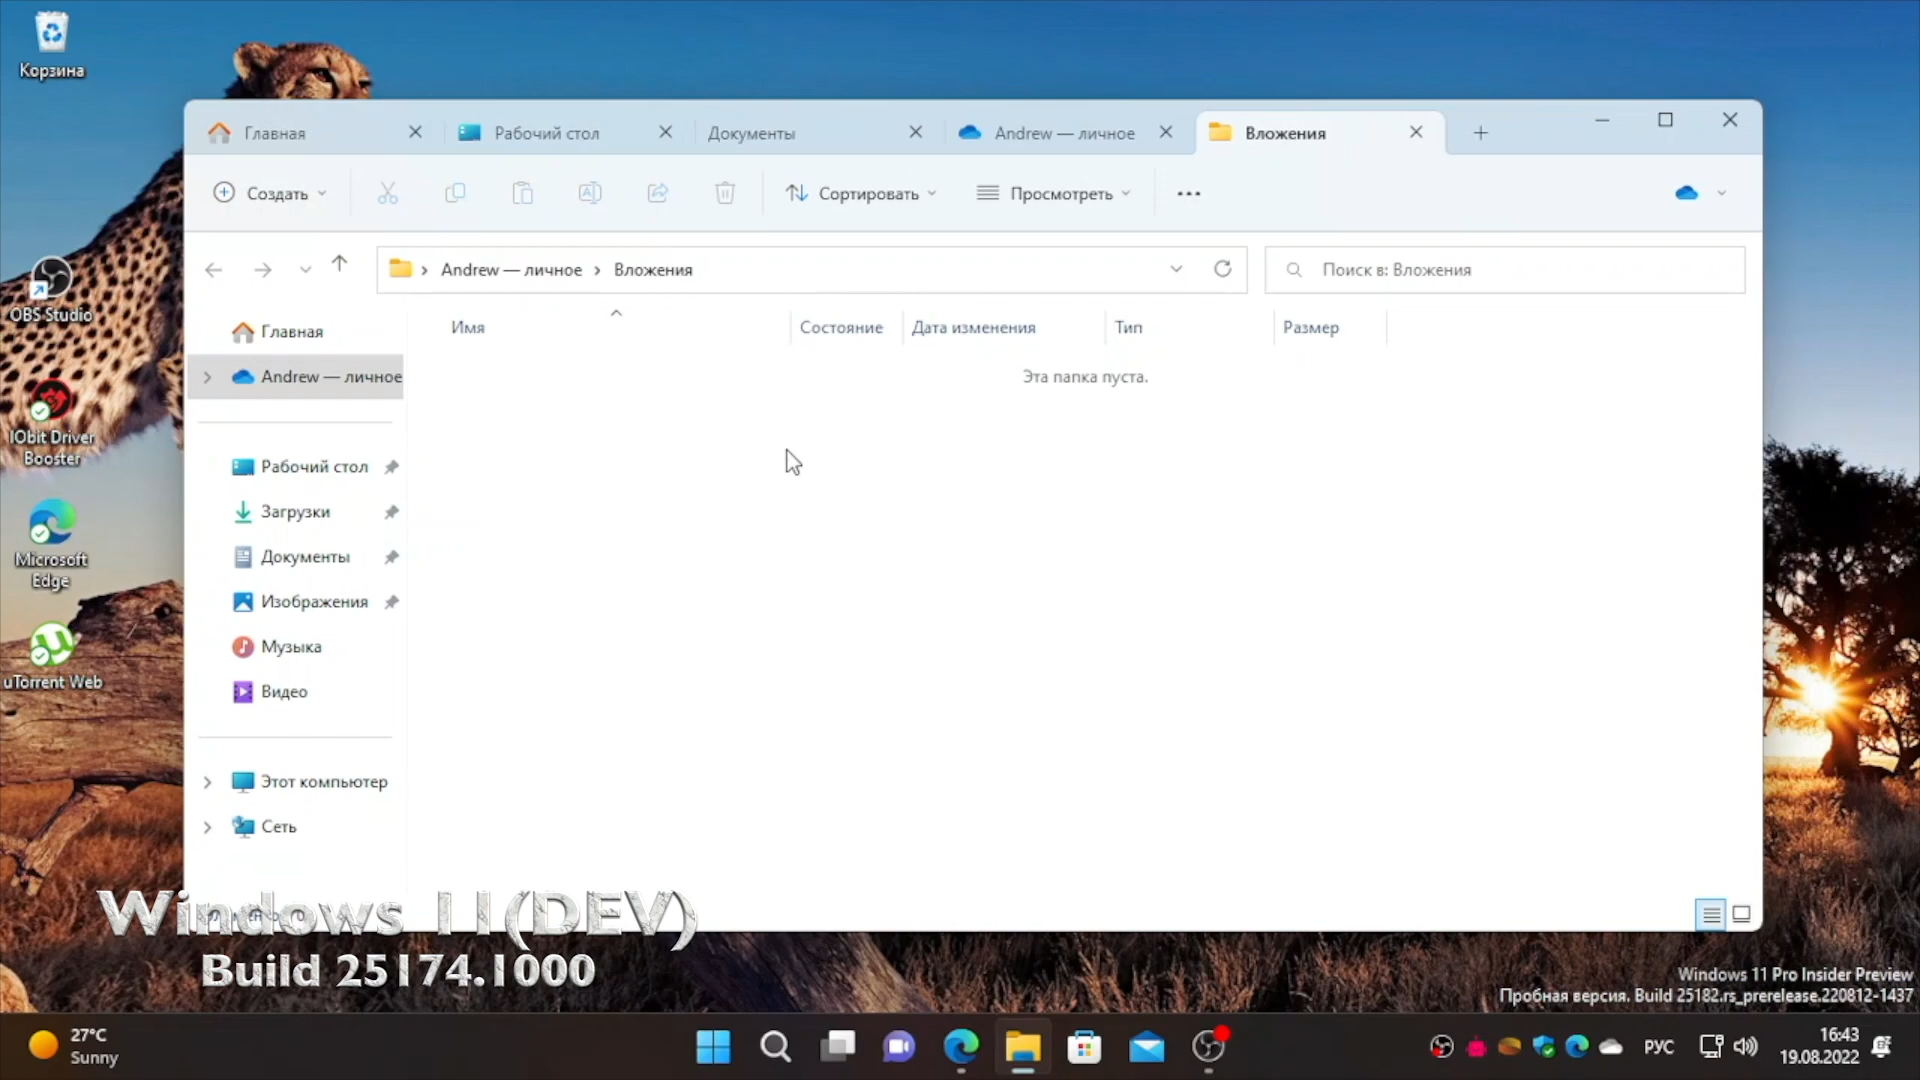 Корзина
OBS Studio
IObit Driver
Booster
Microsoft
Edge
uTorrent Web
Главная
Рабочий стол
Документы
Andrew — личное
Вложения
Создать
Сортировать
Просмотреть
Andrew — личное
Вложения
Поиск в: Вложения
Имя
Состояние
Дата изменения
Тип
Размер
Эта папка пуста.
Главная
Andrew — личное
Рабочий стол
Загрузки
Документы
Изображения
Музыка
Видео
Этот компьютер
Сеть
Windows 11(DEV)
Build 25174.1000
Windows 11 Pro Insider Preview
Пробная версия. Build 25182.rs_prerelease.220812-1437
27°C
Sunny
РУС
16:43
19.08.2022